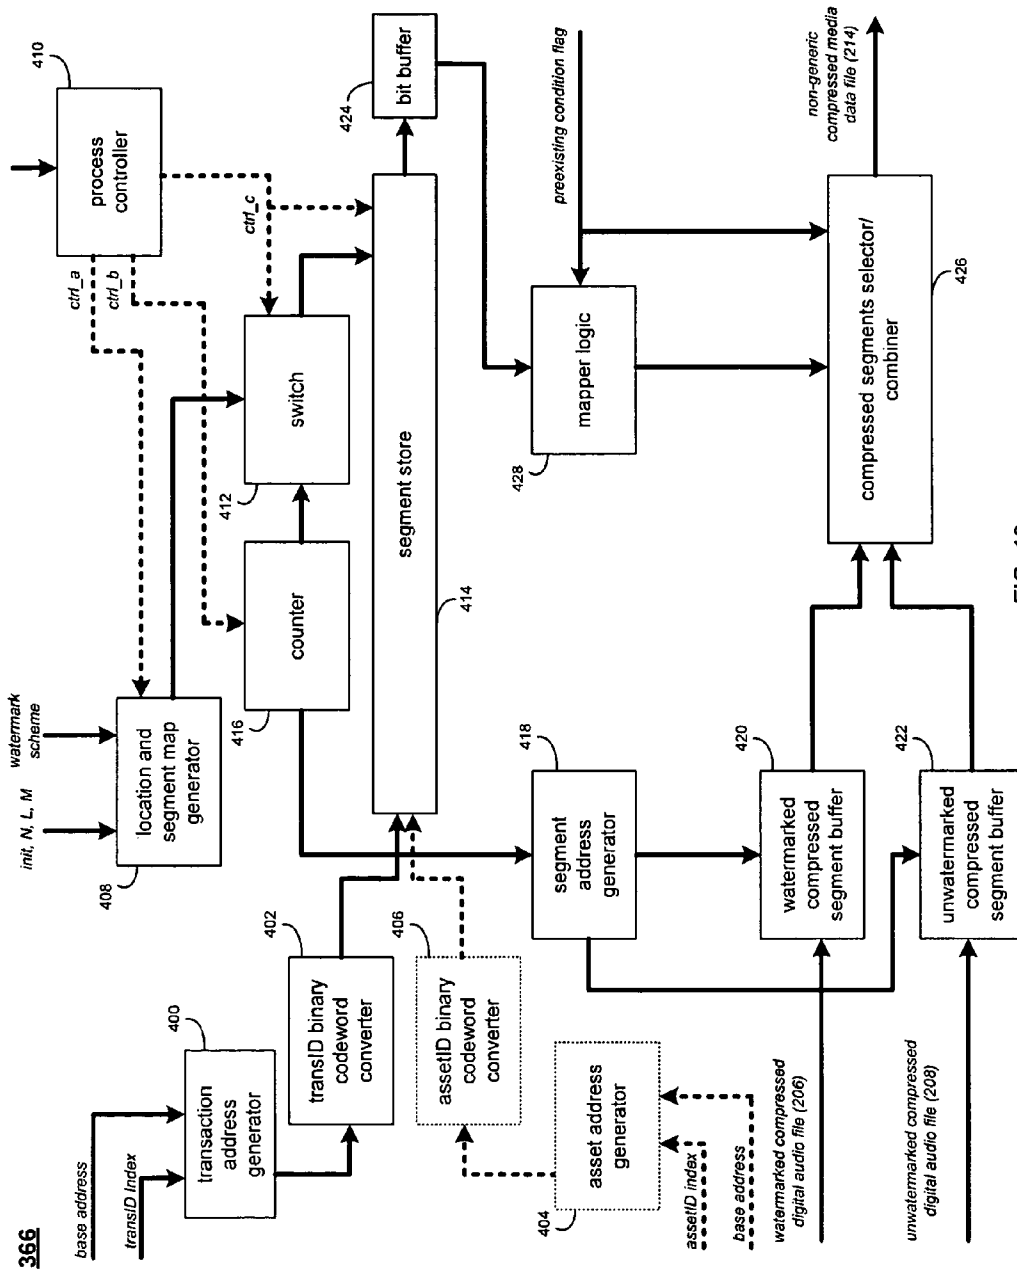 366
base address
transID Index
transaction
address
generator
400
transID binary
codeword
converter
402
assetID binary
codeword
converter
406
asset address
generator
404
assetID index
base address
watermarked compressed
digital audio file (206)
unwatermarked compressed
digital audio file (208)
init, N, L, M
watermark
scheme
location and
segment map
generator
408
process
controller
410
ctrl_a
ctrl_b
ctrl_c
counter
416
switch
412
segment store
414
bit buffer
424
segment
address
generator
418
watermarked
compressed
segment buffer
420
unwatermarked
compressed
segment buffer
422
mapper logic
428
preexisting condition flag
compressed segments selector/
combiner
426
non-generic
compressed media
data file (214)
FIG.